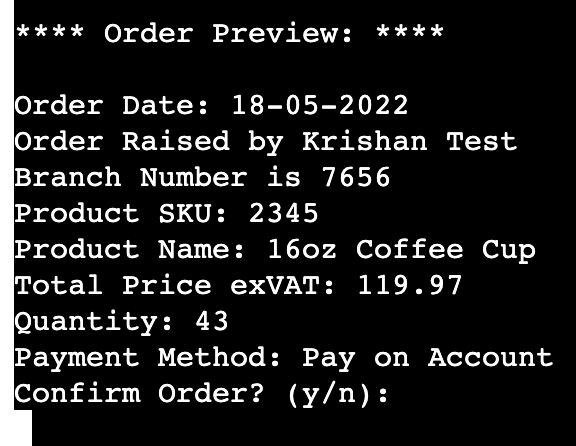 **** Order Preview: ****
Order Date: 18-05-2022
Order Raised by Krishan Test
Branch Number is 7656
Product SKU: 2345
Product Name: 16oz Coffee Cup
Total Price exVAT: 119.97
Quantity: 43
Payment Method: Pay on Account
Confirm Order? (y/n):